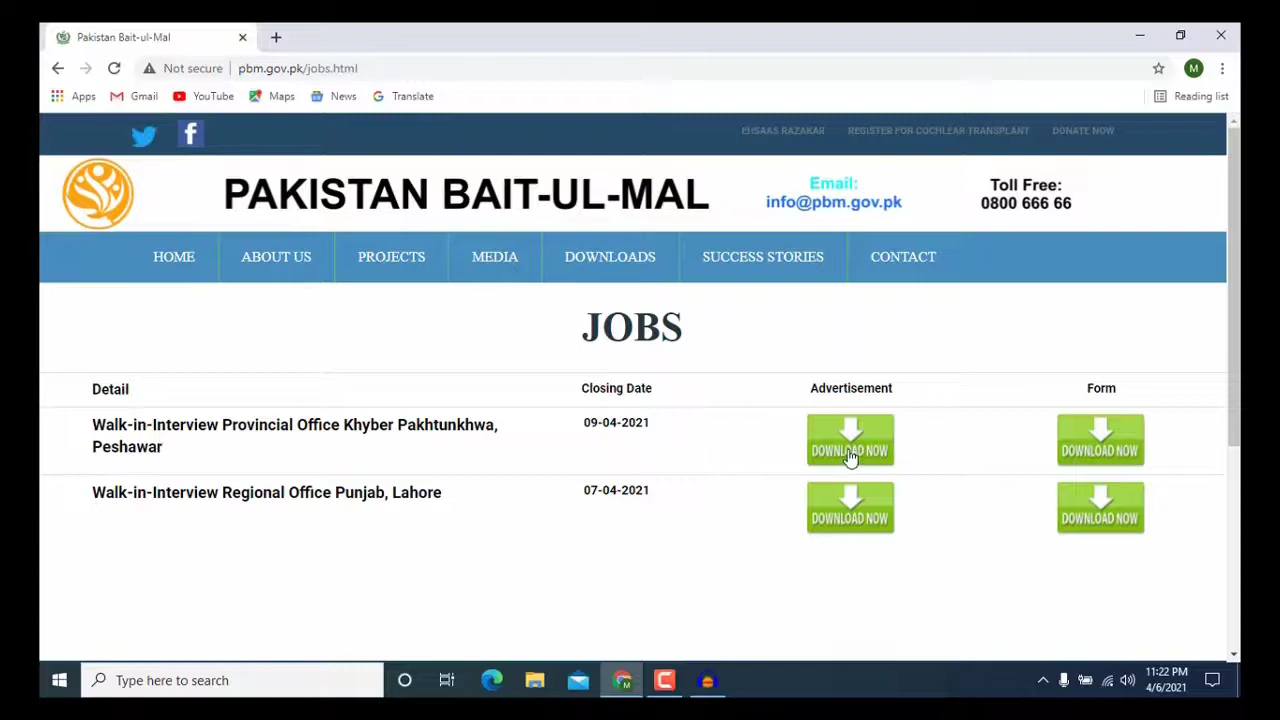 Pakistan Bait-ul-Mal
Not secure pbm.gov.pk/jobs.html
M
Apps Gmail YouTube Maps News Translate Reading list
EHSAAS RAZAKAR REGISTER FOR COCHLEAR TRANSPLANT DONATE NOW
PAKISTAN BAIT-UL-MAL
Email:
info@pbm.gov.pk
Toll Free:
0800 666 66
HOME ABOUT US PROJECTS MEDIA DOWNLOADS SUCCESS STORIES CONTACT
JOBS
Detail Closing Date Advertisement Form
Walk-in-Interview Provincial Office Khyber Pakhtunkhwa,
Peshawar
09-04-2021
DOWNLOAD NOW
DOWNLOAD NOW
Walk-in-Interview Regional Office Punjab, Lahore
07-04-2021
DOWNLOAD NOW
DOWNLOAD NOW
Type here to search
11:22 PM
4/6/2021